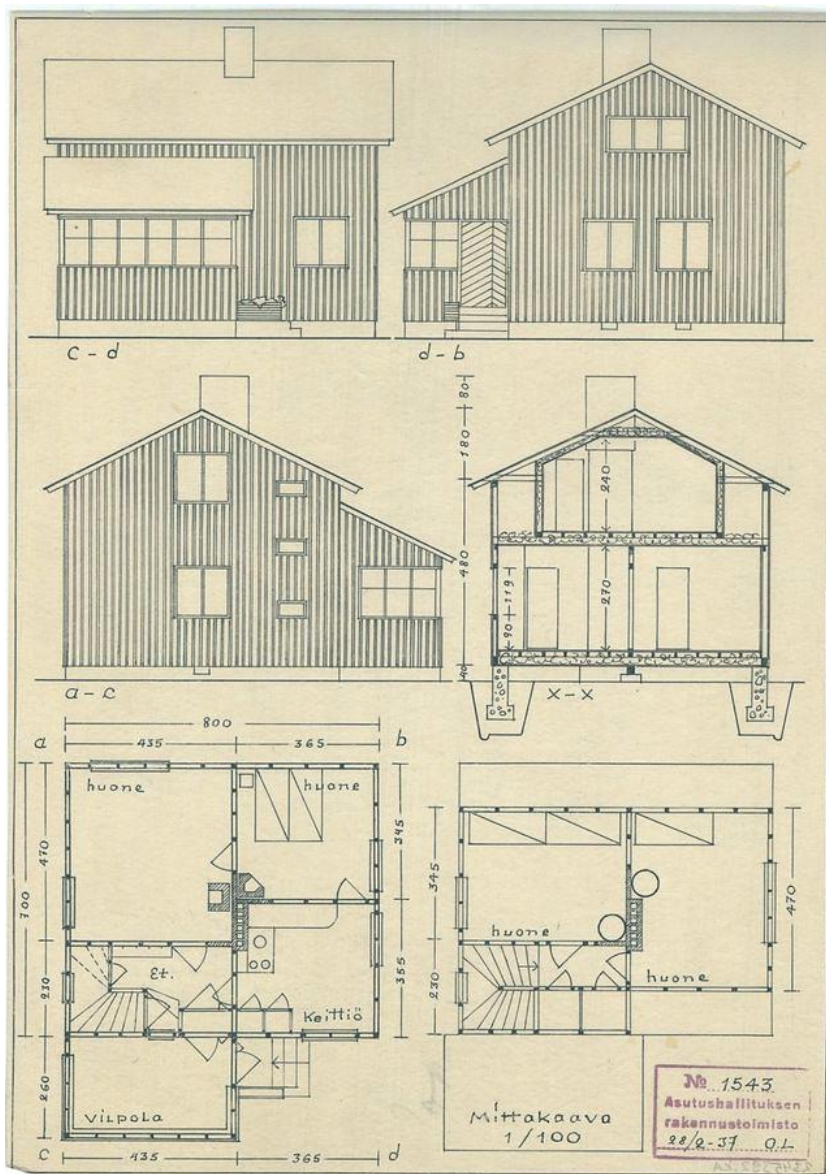 c - d
d - b
80
180
480
40
240
270
119
90
a - c
X - X
800
a
435
365
b
huone
huone
700
470
230
260
345
355
Et.
Keittiö
vilpola
c
435
365
d
345
230
470
huone
huone
Mittakaava
1/100
No 1543
Asutushallituksen
rakennustoimisto
28/2-37 O.L